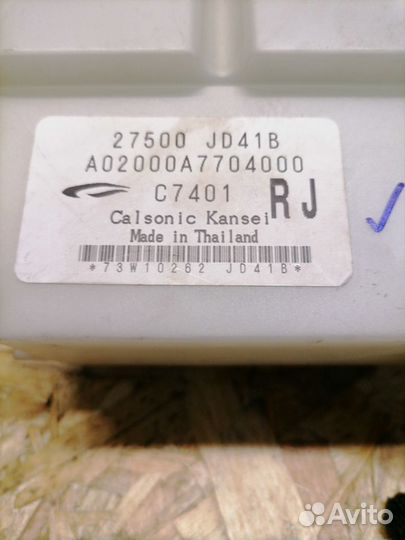 27500 JD41B
A02000A7704000
C7401 RJ
Calsonic Kansei
Made in Thailand
*73W10262 JD41B*
Avito